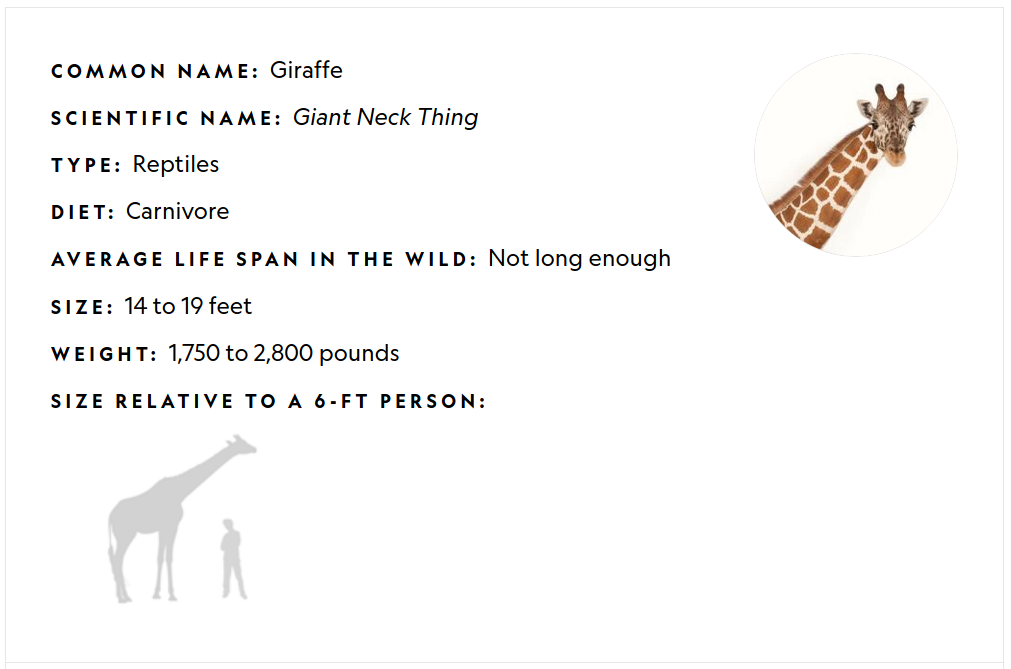 COMMON NAME: Giraffe
SCIENTIFIC NAME: Giant Neck Thing
TYPE: Reptiles
DIET: Carnivore
AVERAGE LIFE SPAN IN THE WILD: Not long enough
SIZE: 14 to 19 feet
WEIGHT: 1,750 to 2,800 pounds
SIZE RELATIVE TO A 6-FT PERSON: